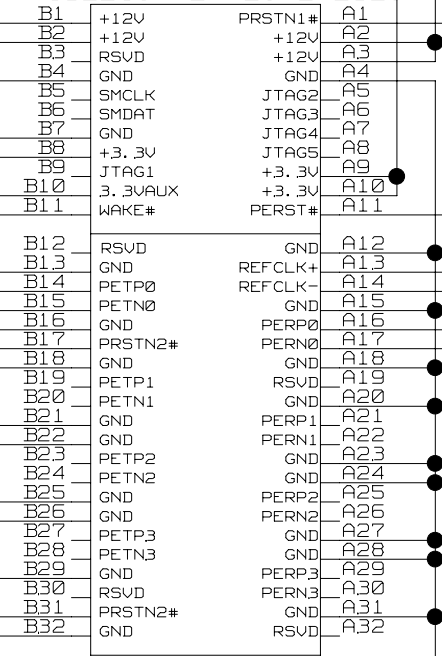 B1 +12V PRSTN1# A1
B2 +12V +12V A2
B3 RSVD +12V A3
B4 GND GND A4
B5 SMCLK JTAG2 A5
B6 SMDAT JTAG3 A6
B7 GND JTAG4 A7
B8 +3.3V JTAG5 A8
B9 JTAG1 +3.3V A9
B10 3.3VAUX +3.3V A10
B11 WAKE# PERST# A11
B12 RSVD GND A12
B13 GND REFCLK+ A13
B14 PETP0 REFCLK- A14
B15 PETN0 GND A15
B16 GND PERP0 A16
B17 PRSTN2# PERN0 A17
B18 GND GND A18
B19 PETP1 RSVD A19
B20 PETN1 GND A20
B21 GND PERP1 A21
B22 GND PERN1 A22
B23 PETP2 GND A23
B24 PETN2 GND A24
B25 GND PERP2 A25
B26 GND PERN2 A26
B27 PETP3 GND A27
B28 PETN3 GND A28
B29 GND PERP3 A29
B30 RSVD PERN3 A30
B31 PRSTN2# GND A31
B32 GND RSVD A32